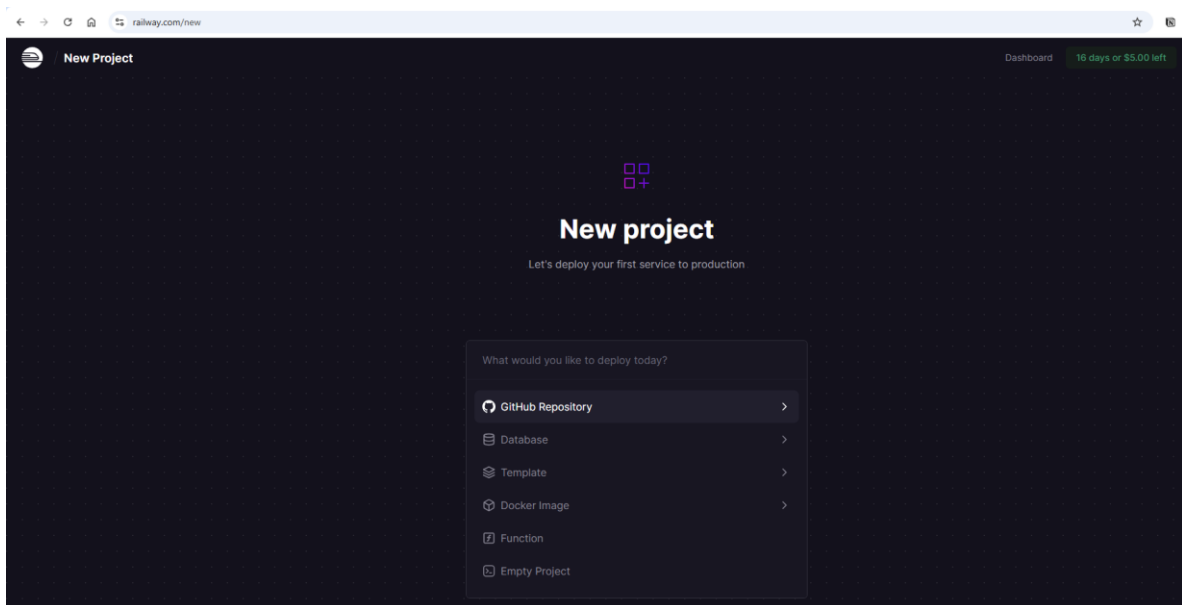 railway.com/new
New Project
Dashboard
16 days or $5.00 left
New project
Let's deploy your first service to production
What would you like to deploy today?
GitHub Repository
Database
Template
Docker Image
Function
Empty Project